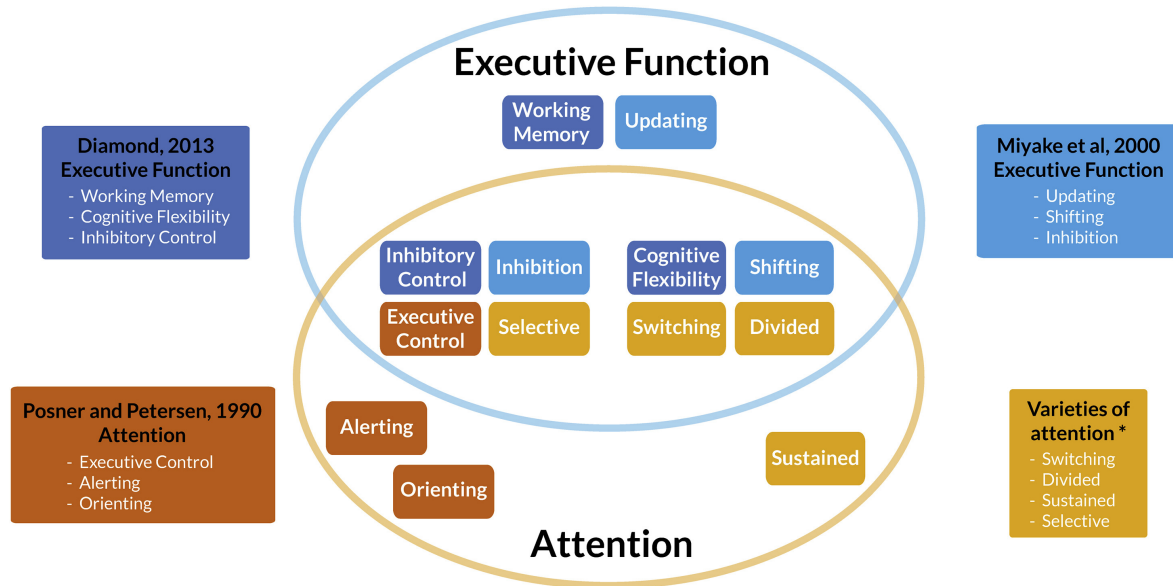 Executive Function
Working
Memory
Updating
Diamond, 2013
Executive Function
- Working Memory
- Cognitive Flexibility
- Inhibitory Control
Miyake et al, 2000
Executive Function
- Updating
- Shifting
- Inhibition
Inhibitory
Control
Inhibition
Cognitive
Flexibility
Shifting
Executive
Control
Selective
Switching
Divided
Posner and Petersen, 1990
Attention
- Executive Control
- Alerting
- Orienting
Varieties of
attention *
- Switching
- Divided
- Sustained
- Selective
Alerting
Orienting
Sustained
Attention